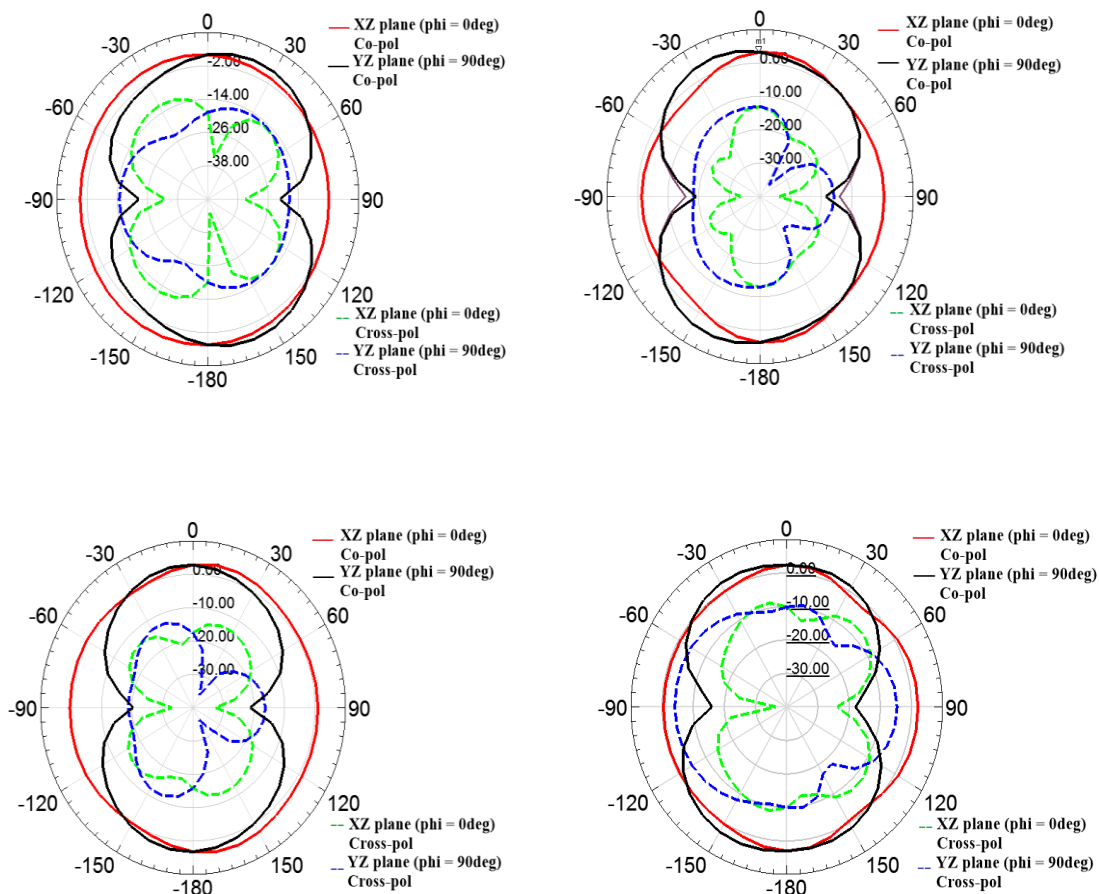 0
30
60
90
120
150
-180
-150
-120
-90
-60
-30
-2.00
-14.00
-26.00
-38.00
XZ plane (phi = 0deg)
Co-pol
YZ plane (phi = 90deg)
Co-pol
XZ plane (phi = 0deg)
Cross-pol
YZ plane (phi = 90deg)
Cross-pol
0
30
60
90
120
150
-180
-150
-120
-90
-60
-30
m1
0.00
-10.00
-20.00
-30.00
XZ plane (phi = 0deg)
Co-pol
YZ plane (phi = 90deg)
Co-pol
XZ plane (phi = 0deg)
Cross-pol
YZ plane (phi = 90deg)
Cross-pol
0
30
60
90
120
150
-180
-150
-120
-90
-60
-30
0.00
-10.00
-20.00
-30.00
XZ plane (phi = 0deg)
Co-pol
YZ plane (phi = 90deg)
Co-pol
XZ plane (phi = 0deg)
Cross-pol
YZ plane (phi = 90deg)
Cross-pol
0
30
60
90
120
150
-180
-150
-120
-90
-60
-30
0.00
-10.00
-20.00
-30.00
XZ plane (phi = 0deg)
Co-pol
YZ plane (phi = 90deg)
Co-pol
XZ plane (phi = 0deg)
Cross-pol
YZ plane (phi = 90deg)
Cross-pol